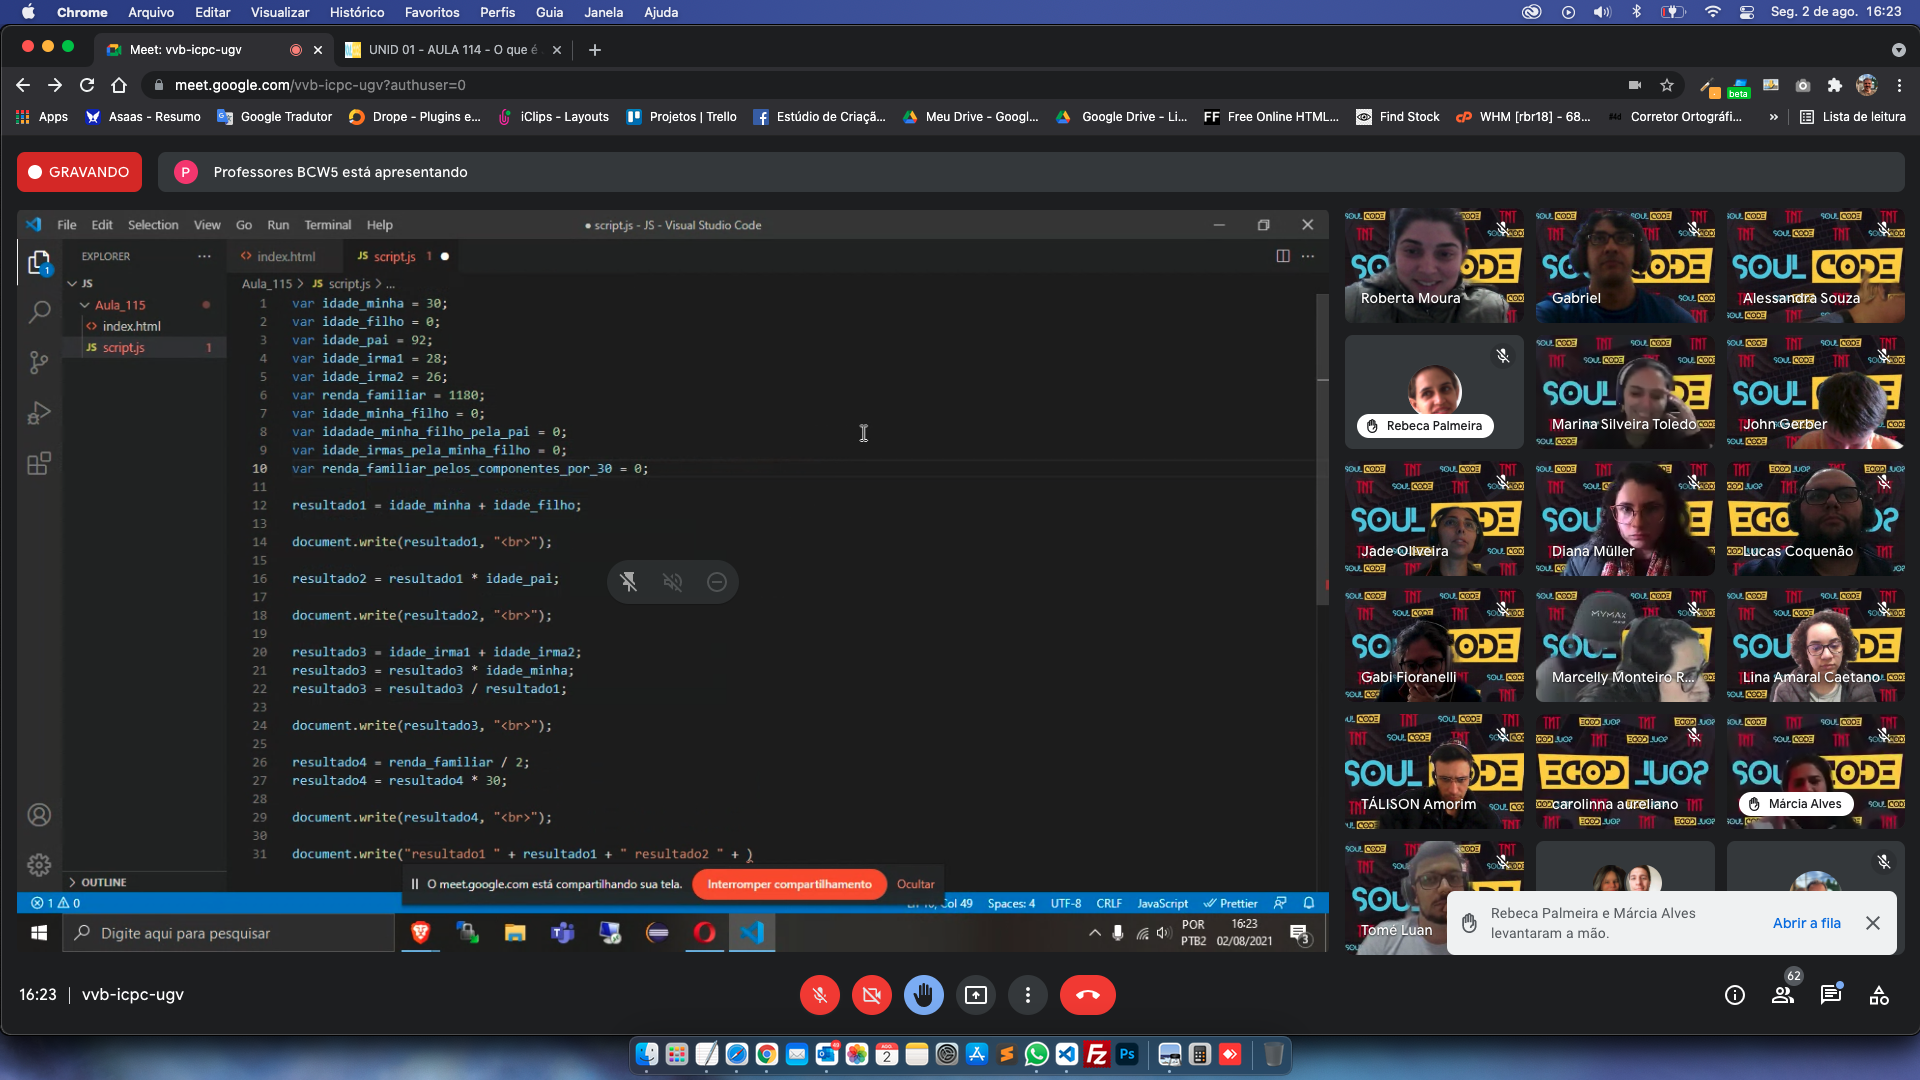 Chrome Arquivo Editar Visualizar Histórico Favoritos Perfis Guia Janela Ajuda Seg. 2 de ago. 16:23
Meet: vvb-icpc-ugv
UNID 01 - AULA 114 - O que é
meet.google.com/vvb-icpc-ugv?authuser=0
beta
Apps
Asaas - Resumo
Google Tradutor
Drope - Plugins e...
iClips - Layouts
Projetos | Trello
Estúdio de Criaçã...
Meu Drive - Googl...
Google Drive - Li...
FF Free Online HTML...
Find Stock
WHM [rbr18] - 68...
Corretor Ortográfi...
»
Lista de leitura
GRAVANDO
P Professores BCW5 está apresentando
File Edit Selection View Go Run Terminal Help
● script.js - JS - Visual Studio Code
EXPLORER
index.html
JS script.js 1
JS
Aula_115
index.html
JS script.js 1
Aula_115 > JS script.js > ...
1 var idade_minha = 30;
2 var idade_filho = 0;
3 var idade_pai = 92;
4 var idade_irma1 = 28;
5 var idade_irma2 = 26;
6 var renda_familiar = 1180;
7 var idade_minha_filho = 0;
8 var idadade_minha_filho_pela_pai = 0;
9 var idade_irmas_pela_minha_filho = 0;
10 var renda_familiar_pelos_componentes_por_30 = 0;
11
12 resultado1 = idade_minha + idade_filho;
13
14 document.write(resultado1, "<br>");
15
16 resultado2 = resultado1 * idade_pai;
17
18 document.write(resultado2, "<br>");
19
20 resultado3 = idade_irma1 + idade_irma2;
21 resultado3 = resultado3 * idade_minha;
22 resultado3 = resultado3 / resultado1;
23
24 document.write(resultado3, "<br>");
25
26 resultado4 = renda_familiar / 2;
27 resultado4 = resultado4 * 30;
28
29 document.write(resultado4, "<br>");
30
31 document.write("resultado1 " + resultado1 + " resultado2 " + )
OUTLINE
O meet.google.com está compartilhando sua tela.
Interromper compartilhamento
Ocultar
1 0
Col 49
Spaces: 4
UTF-8
CRLF
JavaScript
Prettier
Digite aqui para pesquisar
POR
PTB2
16:23
02/08/2021
3
Roberta Moura
Gabriel
Alessandra Souza
Rebeca Palmeira
Marina Silveira Toledo
John Gerber
Jade Oliveira
Diana Müller
Lucas Coquenão
Gabi Fioranelli
Marcelly Monteiro R...
Lina Amaral Caetano
TÁLISON Amorim
carolinna aureliano
Márcia Alves
Tomé Luan
SOUL CODE
TNT
MYMAX
Rebeca Palmeira e Márcia Alves
levantaram a mão.
Abrir a fila
16:23 | vvb-icpc-ugv
62
2
Fz
Ps